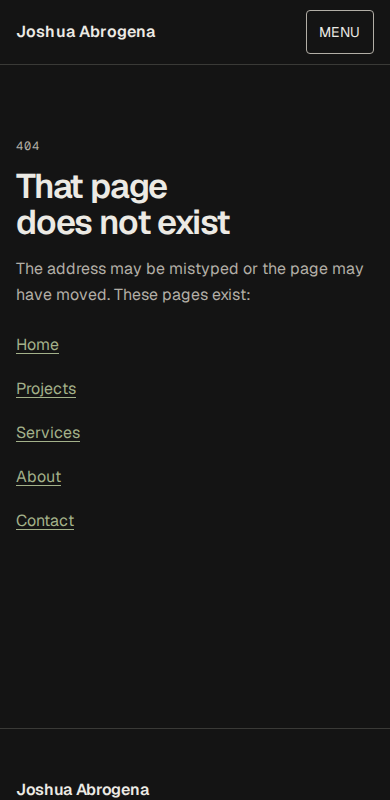 Joshua Abrogena
MENU
404
That page
does not exist
The address may be mistyped or the page may
have moved. These pages exist:
Home
Projects
Services
About
Contact
Joshua Abrogena